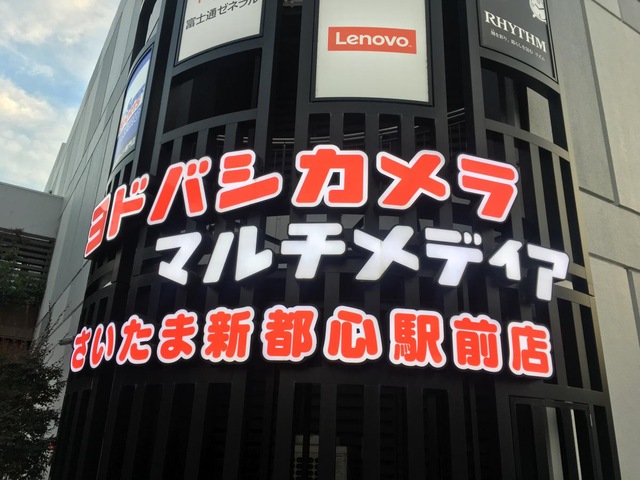 富士通ゼネラル
Lenovo
RHYTHM
ヨドバシカメラ
マルチメディア
さいたま新都心駅前店